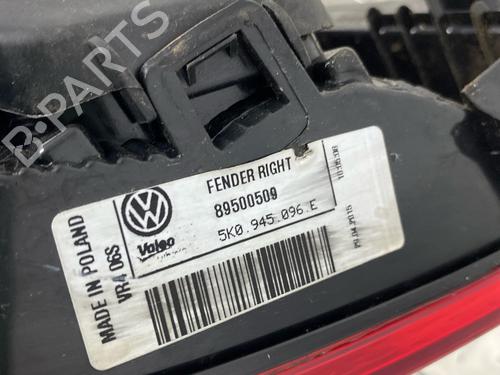 B-PARTS
FENDER RIGHT
89500509
5K0.945.096.E
Valeo
MADE IN POLAND
VR4 06S